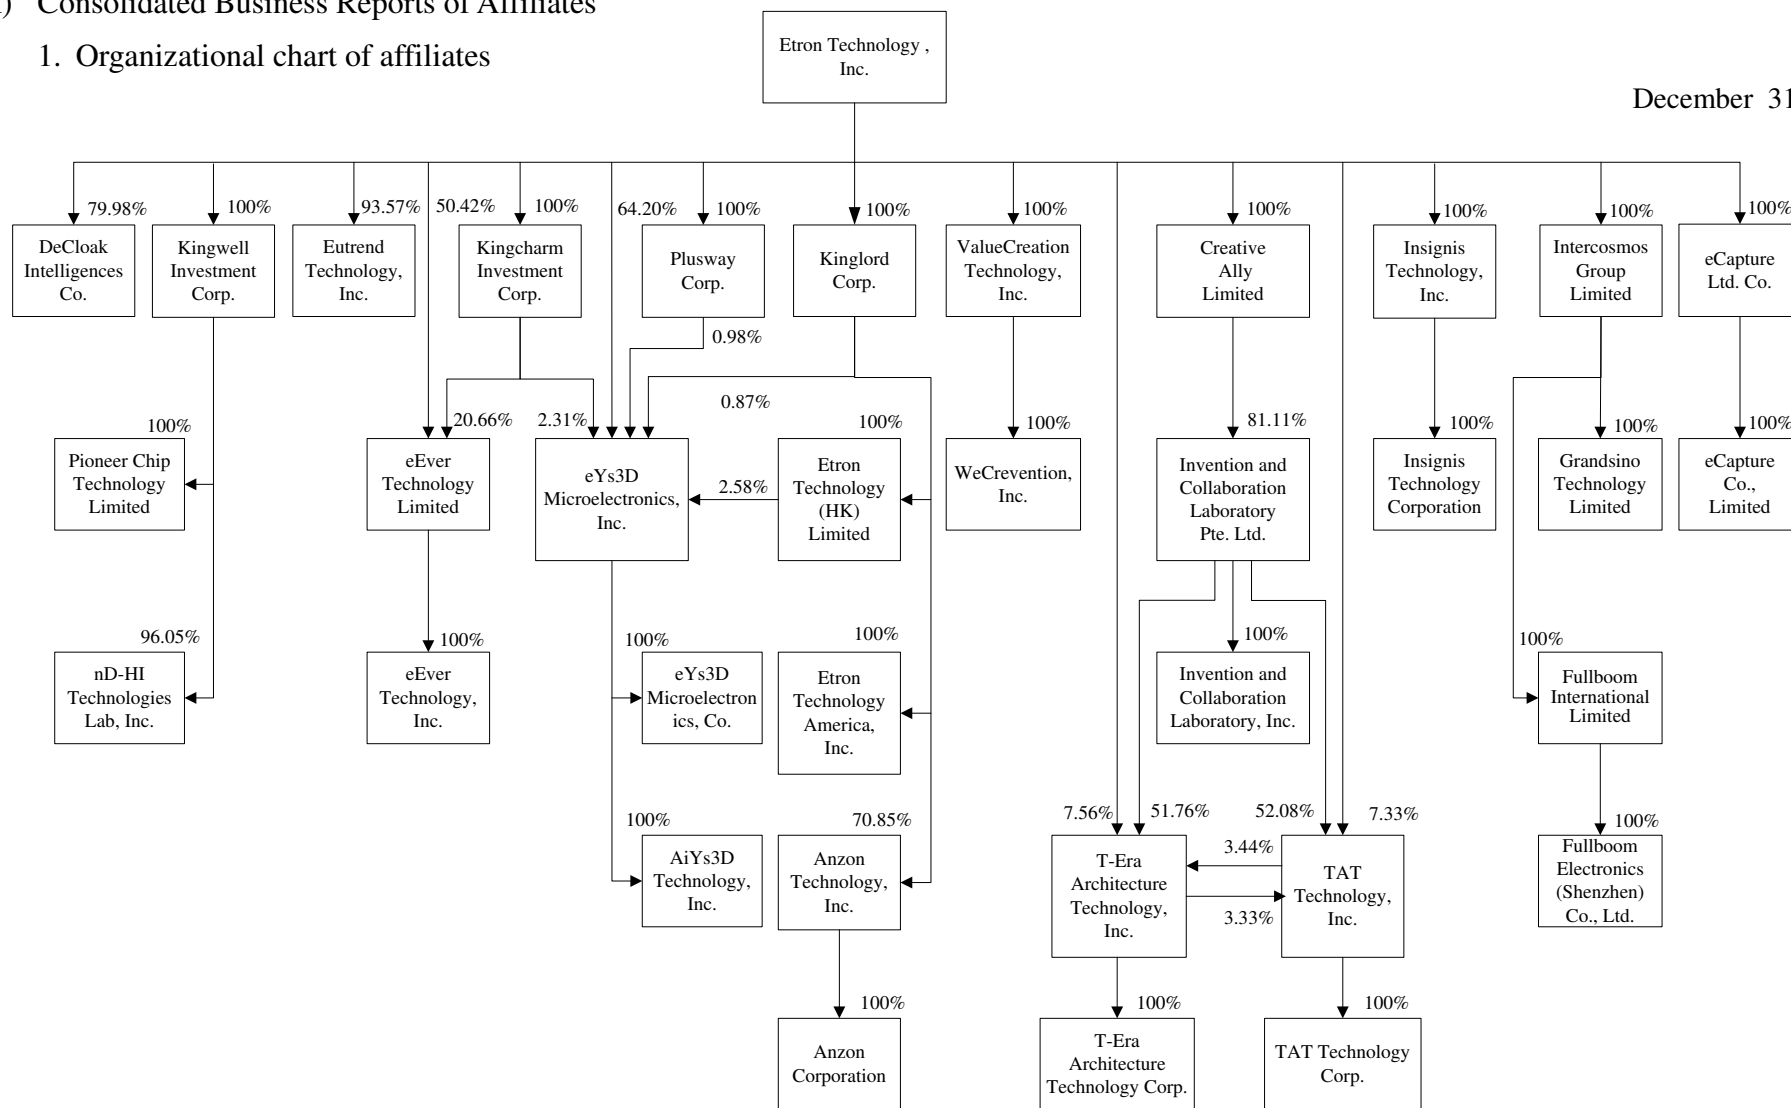 ) Consolidated Business Reports of Affiliates
1. Organizational chart of affiliates
Etron Technology ,
Inc.
December 31
79.98%
100%
93.57%
50.42%
100%
64.20%
100%
100%
100%
100%
100%
100%
100%
DeCloak
Intelligences
Co.
Kingwell
Investment
Corp.
Eutrend
Technology,
Inc.
Kingcharm
Investment
Corp.
Plusway
Corp.
Kinglord
Corp.
ValueCreation
Technology,
Inc.
Creative
Ally
Limited
Insignis
Technology,
Inc.
Intercosmos
Group
Limited
eCapture
Ltd. Co.
0.98%
0.87%
100%
20.66%
2.31%
100%
100%
81.11%
100%
100%
100%
Pioneer Chip
Technology
Limited
eEver
Technology
Limited
eYs3D
Microelectronics,
Inc.
2.58%
Etron
Technology
(HK)
Limited
WeCrevention,
Inc.
Invention and
Collaboration
Laboratory
Pte. Ltd.
Insignis
Technology
Corporation
Grandsino
Technology
Limited
eCapture
Co.,
Limited
96.05%
100%
100%
100%
100%
100%
nD-HI
Technologies
Lab, Inc.
eEver
Technology,
Inc.
eYs3D
Microelectron
ics, Co.
Etron
Technology
America,
Inc.
Invention and
Collaboration
Laboratory, Inc.
Fullboom
International
Limited
100%
70.85%
7.56%
51.76%
52.08%
7.33%
100%
AiYs3D
Technology,
Inc.
Anzon
Technology,
Inc.
T-Era
Architecture
Technology,
Inc.
3.44%
3.33%
TAT
Technology,
Inc.
Fullboom
Electronics
(Shenzhen)
Co., Ltd.
100%
100%
100%
Anzon
Corporation
T-Era
Architecture
Technology Corp.
TAT Technology
Corp.